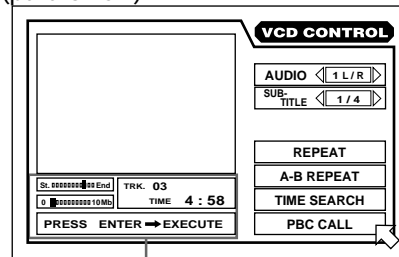 VCD CONTROL
AUDIO 1 L/R
SUB-
TITLE 1/4
REPEAT
A-B REPEAT
TIME SEARCH
PBC CALL
St. End
0 10Mb
TRK. 03
TIME 4 : 58
PRESS ENTER ➡ EXECUTE